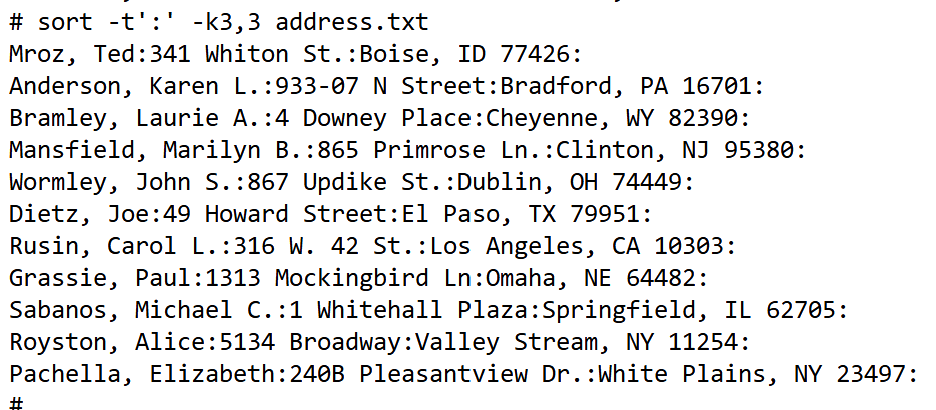 # sort -t':' -k3,3 address.txt
Mroz, Ted:341 Whiton St.:Boise, ID 77426:
Anderson, Karen L.:933-07 N Street:Bradford, PA 16701:
Bramley, Laurie A.:4 Downey Place:Cheyenne, WY 82390:
Mansfield, Marilyn B.:865 Primrose Ln.:Clinton, NJ 95380:
Wormley, John S.:867 Updike St.:Dublin, OH 74449:
Dietz, Joe:49 Howard Street:El Paso, TX 79951:
Rusin, Carol L.:316 W. 42 St.:Los Angeles, CA 10303:
Grassie, Paul:1313 Mockingbird Ln:Omaha, NE 64482:
Sabanos, Michael C.:1 Whitehall Plaza:Springfield, IL 62705:
Royston, Alice:5134 Broadway:Valley Stream, NY 11254:
Pachella, Elizabeth:240B Pleasantview Dr.:White Plains, NY 23497:
#